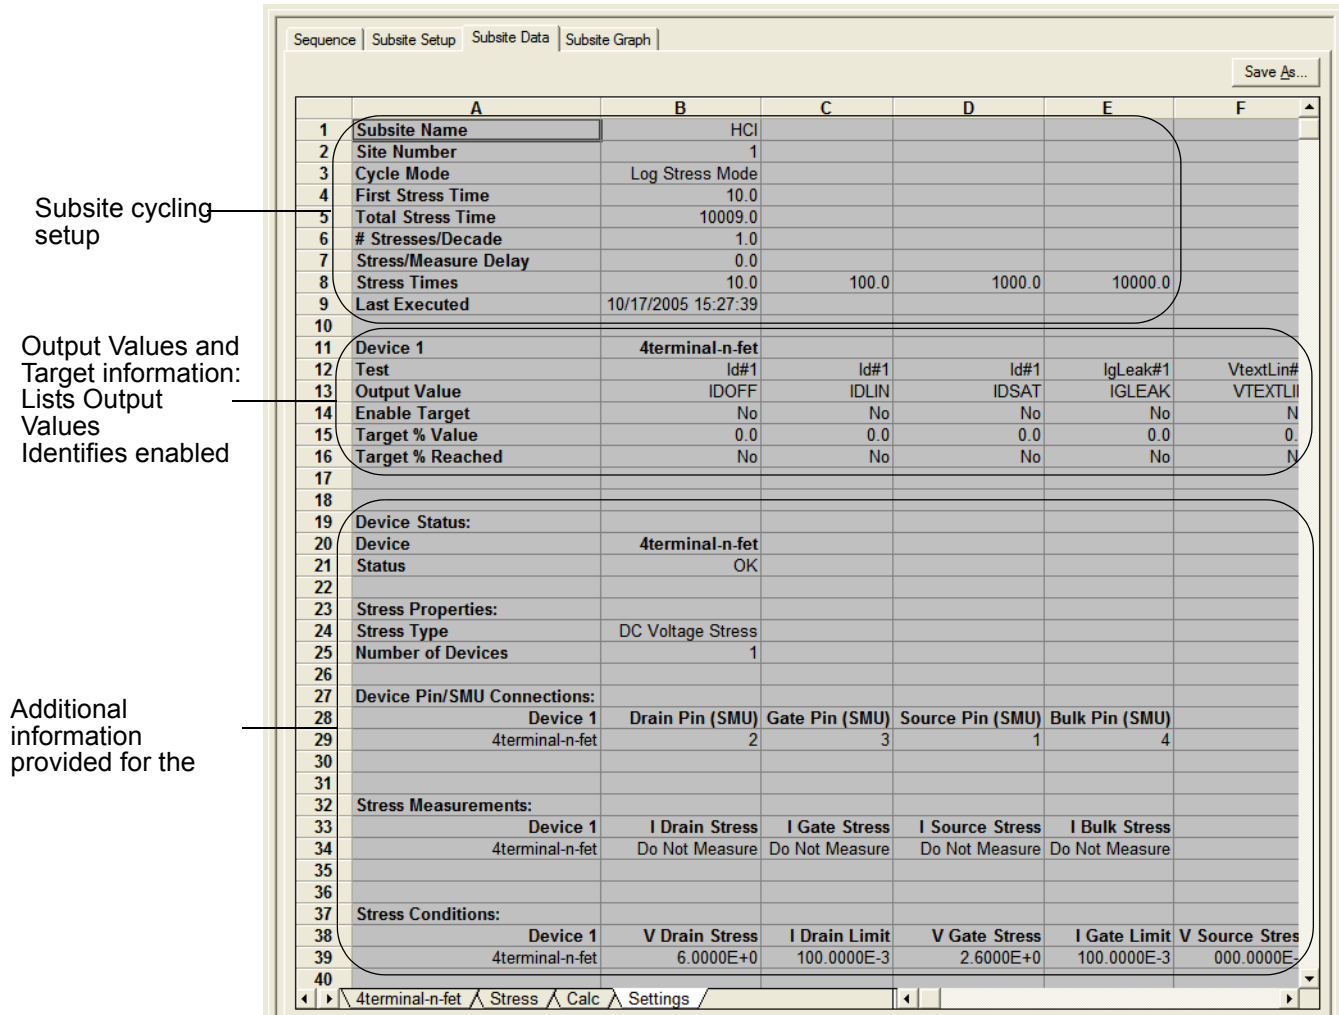 Sequence Subsite Setup Subsite Data Subsite Graph
Save As...
A B C D E F
1 Subsite Name HCI
2 Site Number 1
3 Cycle Mode Log Stress Mode
4 First Stress Time 10.0
5 Total Stress Time 10009.0
6 # Stresses/Decade 1.0
7 Stress/Measure Delay 0.0
8 Stress Times 10.0 100.0 1000.0 10000.0
9 Last Executed 10/17/2005 15:27:39
10
11 Device 1 4terminal-n-fet
12 Test Id#1 Id#1 Id#1 IgLeak#1 VtextLin#
13 Output Value IDOFF IDLIN IDSAT IGLEAK VTEXTLI
14 Enable Target No No No No N
15 Target % Value 0.0 0.0 0.0 0.0 0.
16 Target % Reached No No No No N
17
18
19 Device Status:
20 Device 4terminal-n-fet
21 Status OK
22
23 Stress Properties:
24 Stress Type DC Voltage Stress
25 Number of Devices 1
26
27 Device Pin/SMU Connections:
28 Device 1 Drain Pin (SMU) Gate Pin (SMU) Source Pin (SMU) Bulk Pin (SMU)
29 4terminal-n-fet 2 3 1 4
30
31
32 Stress Measurements:
33 Device 1 I Drain Stress I Gate Stress I Source Stress I Bulk Stress
34 4terminal-n-fet Do Not Measure Do Not Measure Do Not Measure Do Not Measure
35
36
37 Stress Conditions:
38 Device 1 V Drain Stress I Drain Limit V Gate Stress I Gate Limit V Source Stres
39 4terminal-n-fet 6.0000E+0 100.0000E-3 2.6000E+0 100.0000E-3 000.0000E-
40
4terminal-n-fet Stress Calc Settings
Subsite cycling
setup
Output Values and
Target information:
Lists Output
Values
Identifies enabled
Additional
information
provided for the